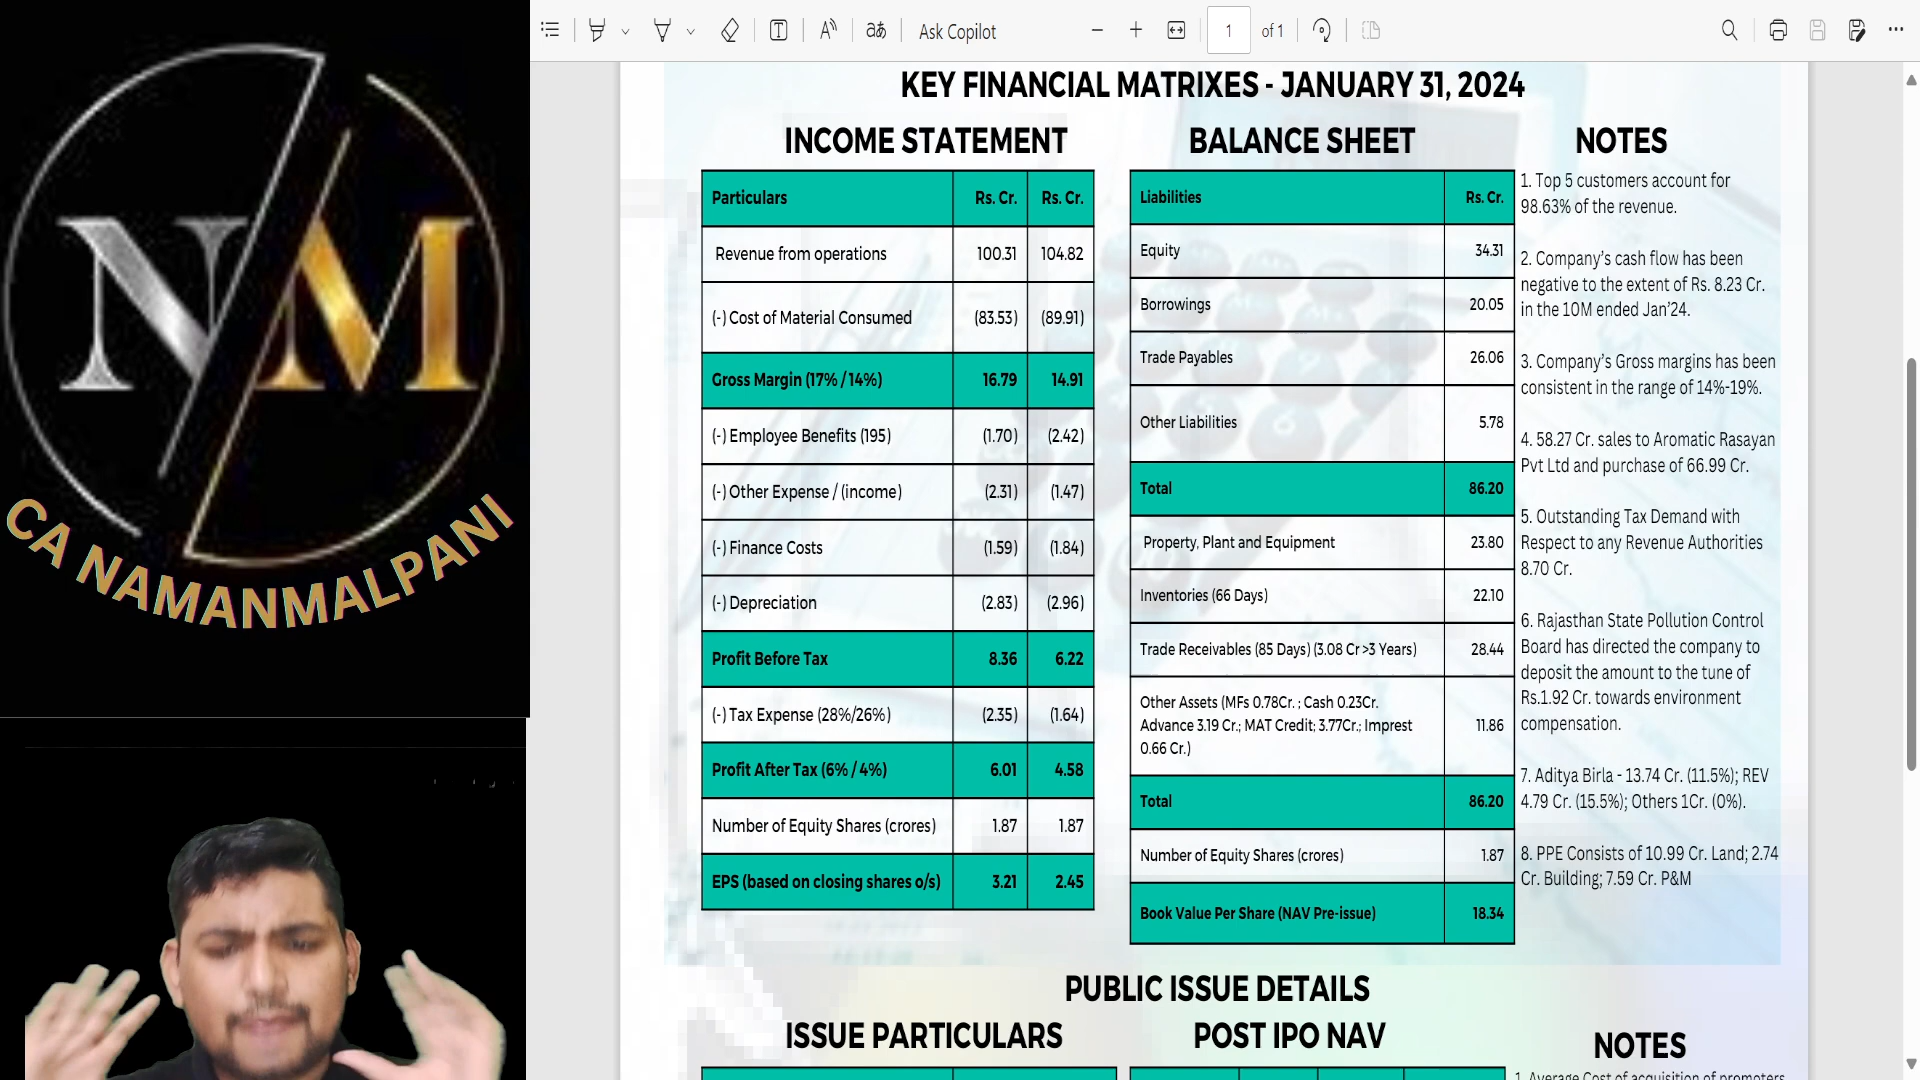 NM
CA NAMANMALPANI
Ask Copilot
1 of 1
KEY FINANCIAL MATRIXES - JANUARY 31, 2024
INCOME STATEMENT
Particulars Rs. Cr. Rs. Cr.
Revenue from operations 100.31 104.82
(-) Cost of Material Consumed (83.53) (89.91)
Gross Margin (17% / 14%) 16.79 14.91
(-) Employee Benefits (195) (1.70) (2.42)
(-) Other Expense / (income) (2.31) (1.47)
(-) Finance Costs (1.59) (1.84)
(-) Depreciation (2.83) (2.96)
Profit Before Tax 8.36 6.22
(-) Tax Expense (28%/26%) (2.35) (1.64)
Profit After Tax (6% / 4%) 6.01 4.58
Number of Equity Shares (crores) 1.87 1.87
EPS (based on closing shares o/s) 3.21 2.45
BALANCE SHEET
Liabilities Rs. Cr.
Equity 34.31
Borrowings 20.05
Trade Payables 26.06
Other Liabilities 5.78
Total 86.20
Property, Plant and Equipment 23.80
Inventories (66 Days) 22.10
Trade Receivables (85 Days) (3.08 Cr >3 Years) 28.44
Other Assets (MFs 0.78Cr. ; Cash 0.23Cr.
Advance 3.19 Cr.; MAT Credit; 3.77Cr.; Imprest 11.86
0.66 Cr.)
Total 86.20
Number of Equity Shares (crores) 1.87
Book Value Per Share (NAV Pre-issue) 18.34
NOTES
1. Top 5 customers account for
98.63% of the revenue.
2. Company's cash flow has been
negative to the extent of Rs. 8.23 Cr.
in the 10M ended Jan'24.
3. Company's Gross margins has been
consistent in the range of 14%-19%.
4. 58.27 Cr. sales to Aromatic Rasayan
Pvt Ltd and purchase of 66.99 Cr.
5. Outstanding Tax Demand with
Respect to any Revenue Authorities
8.70 Cr.
6. Rajasthan State Pollution Control
Board has directed the company to
deposit the amount to the tune of
Rs.1.92 Cr. towards environment
compensation.
7. Aditya Birla - 13.74 Cr. (11.5%); REV
4.79 Cr. (15.5%); Others 1Cr. (0%).
8. PPE Consists of 10.99 Cr. Land; 2.74
Cr. Building; 7.59 Cr. P&M
PUBLIC ISSUE DETAILS
ISSUE PARTICULARS
POST IPO NAV
NOTES
1. Average Cost of acquisition of promoters